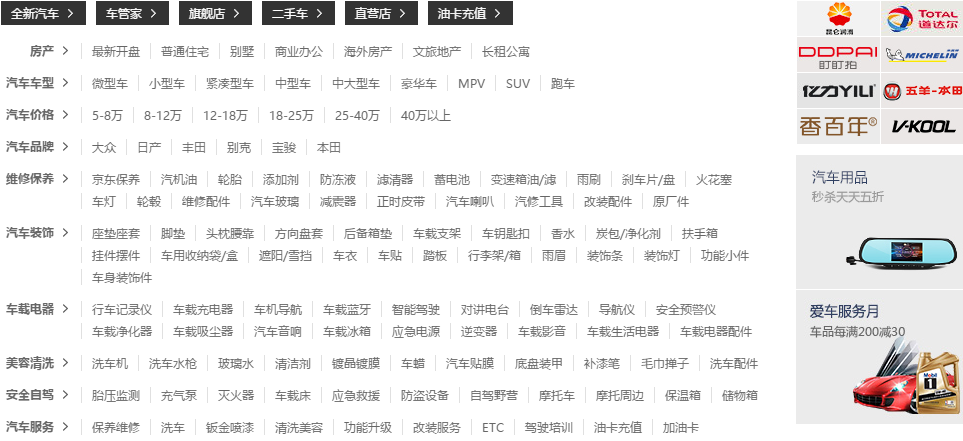 全新汽车 > 车管家 > 旗舰店 > 二手车 > 直营店 > 油卡充值 >
房产 > 最新开盘 普通住宅 别墅 商业办公 海外房产 文旅地产 长租公寓
汽车车型 > 微型车 小型车 紧凑型车 中型车 中大型车 豪华车 MPV SUV 跑车
汽车价格 > 5-8万 8-12万 12-18万 18-25万 25-40万 40万以上
汽车品牌 > 大众 日产 丰田 别克 宝骏 本田
维修保养 > 京东保养 汽机油 轮胎 添加剂 防冻液 滤清器 蓄电池 变速箱油/滤 雨刷 刹车片/盘 火花塞
车灯 轮毂 维修配件 汽车玻璃 减震器 正时皮带 汽车喇叭 汽修工具 改装配件 原厂件
汽车装饰 > 座垫座套 脚垫 头枕腰靠 方向盘套 后备箱垫 车载支架 车钥匙扣 香水 炭包/净化剂 扶手箱
挂件摆件 车用收纳袋/盒 遮阳/雪挡 车衣 车贴 踏板 行李架/箱 雨眉 装饰条 装饰灯 功能小件
车身装饰件
车载电器 > 行车记录仪 车载充电器 车机导航 车载蓝牙 智能驾驶 对讲电台 倒车雷达 导航仪 安全预警仪
车载净化器 车载吸尘器 汽车音响 车载冰箱 应急电源 逆变器 车载影音 车载生活电器 车载电器配件
美容清洗 > 洗车机 洗车水枪 玻璃水 清洁剂 镀晶镀膜 车蜡 汽车贴膜 底盘装甲 补漆笔 毛巾掸子 洗车配件
安全自驾 > 胎压监测 充气泵 灭火器 车载床 应急救援 防盗设备 自驾野营 摩托车 摩托周边 保温箱 储物箱
汽车服务 > 保养维修 洗车 钣金喷漆 清洗美容 功能升级 改装服务 ETC 驾驶培训 油卡充值 加油卡
昆仑润滑 TOTAL 道达尔
DDPAI 盯盯拍 MICHELIN
亿力YILI 五羊-本田
香百年® V-KOOL
汽车用品
秒杀天天五折
爱车服务月
车品每满200减30
Mobil 1